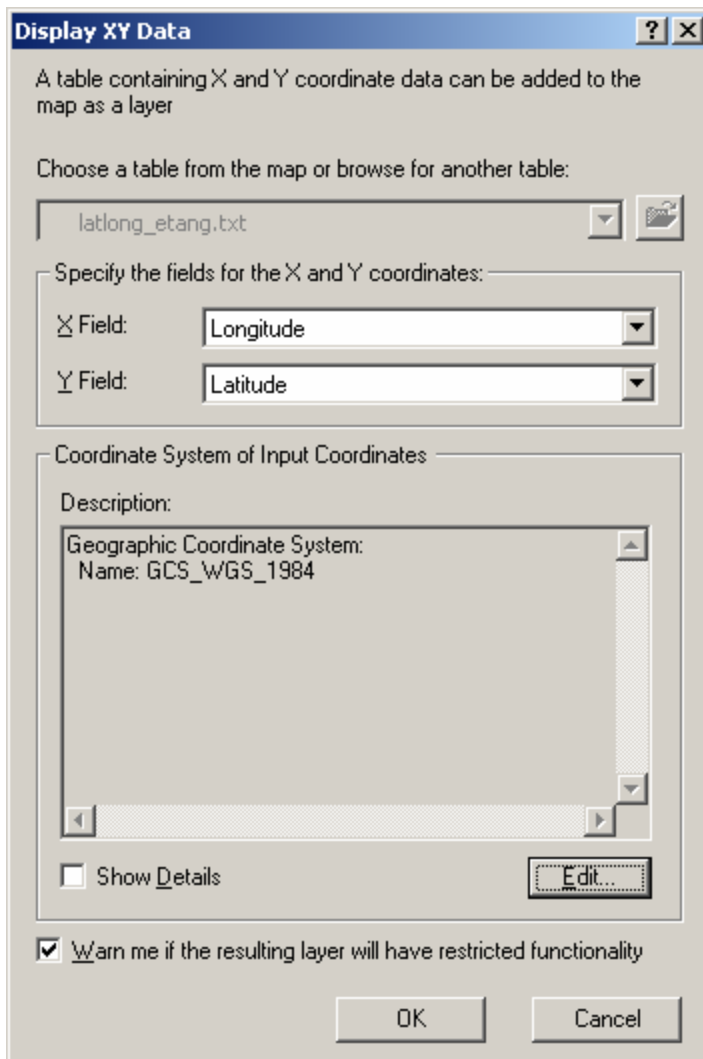 Display XY Data
A table containing X and Y coordinate data can be added to the
map as a layer
Choose a table from the map or browse for another table:
latlong_etang.txt
Specify the fields for the X and Y coordinates:
X Field:
Longitude
Y Field:
Latitude
Coordinate System of Input Coordinates
Description:
Geographic Coordinate System:
Name: GCS_WGS_1984
Show Details
Edit...
Warn me if the resulting layer will have restricted functionality
OK
Cancel